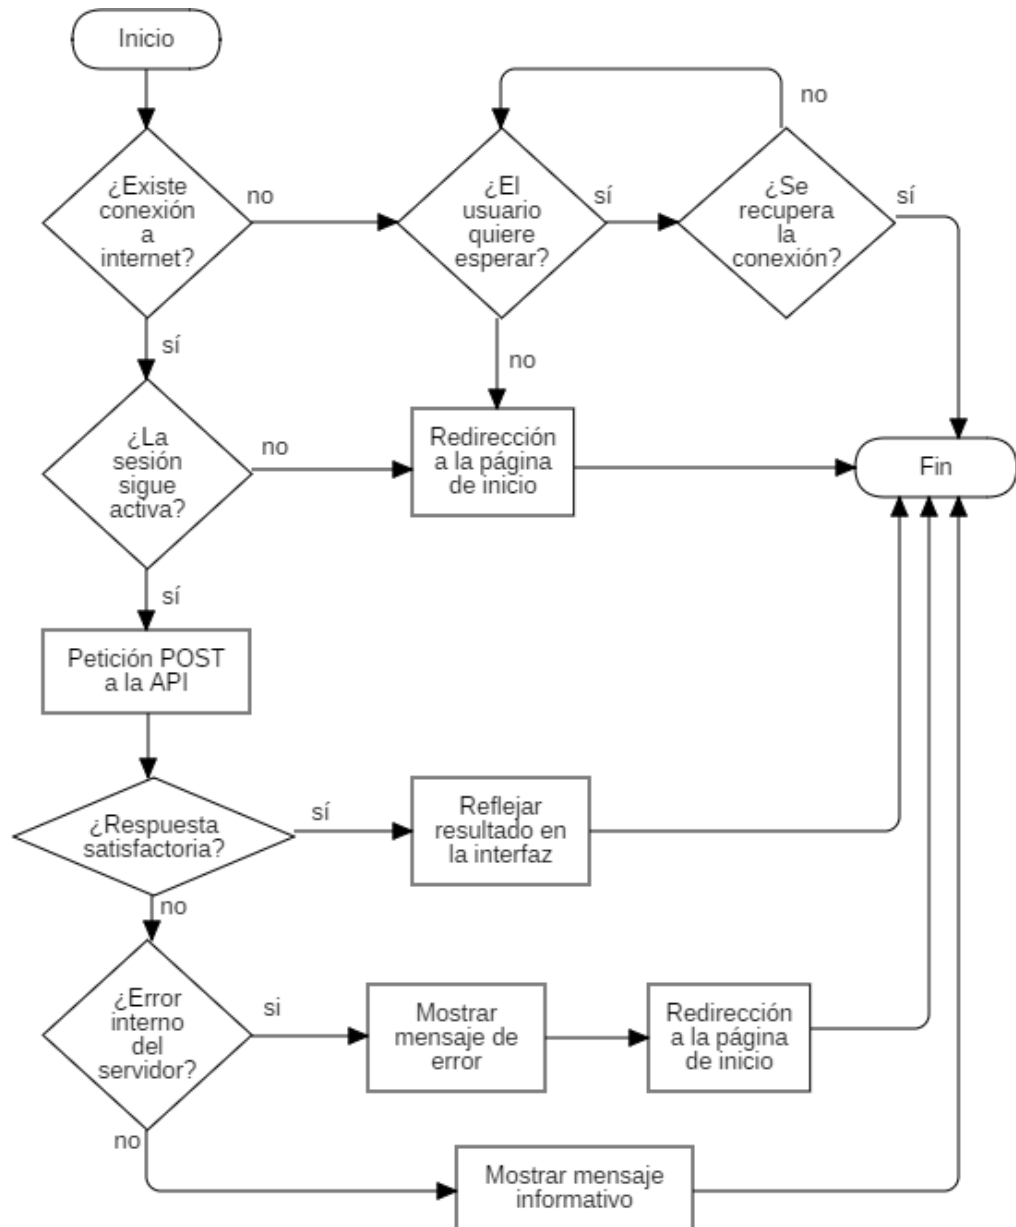 Inicio
no
¿Existe
conexión
a
internet?
no
¿El
usuario
quiere
esperar?
sí
¿Se
recupera
la
conexión?
sí
sí
no
¿La
sesión
sigue
activa?
no
Redirección
a la página
de inicio
Fin
sí
Petición POST
a la API
¿Respuesta
satisfactoria?
sí
Reflejar
resultado en
la interfaz
no
¿Error
interno
del
servidor?
si
Mostrar
mensaje de
error
Redirección
a la página
de inicio
no
Mostrar mensaje
informativo